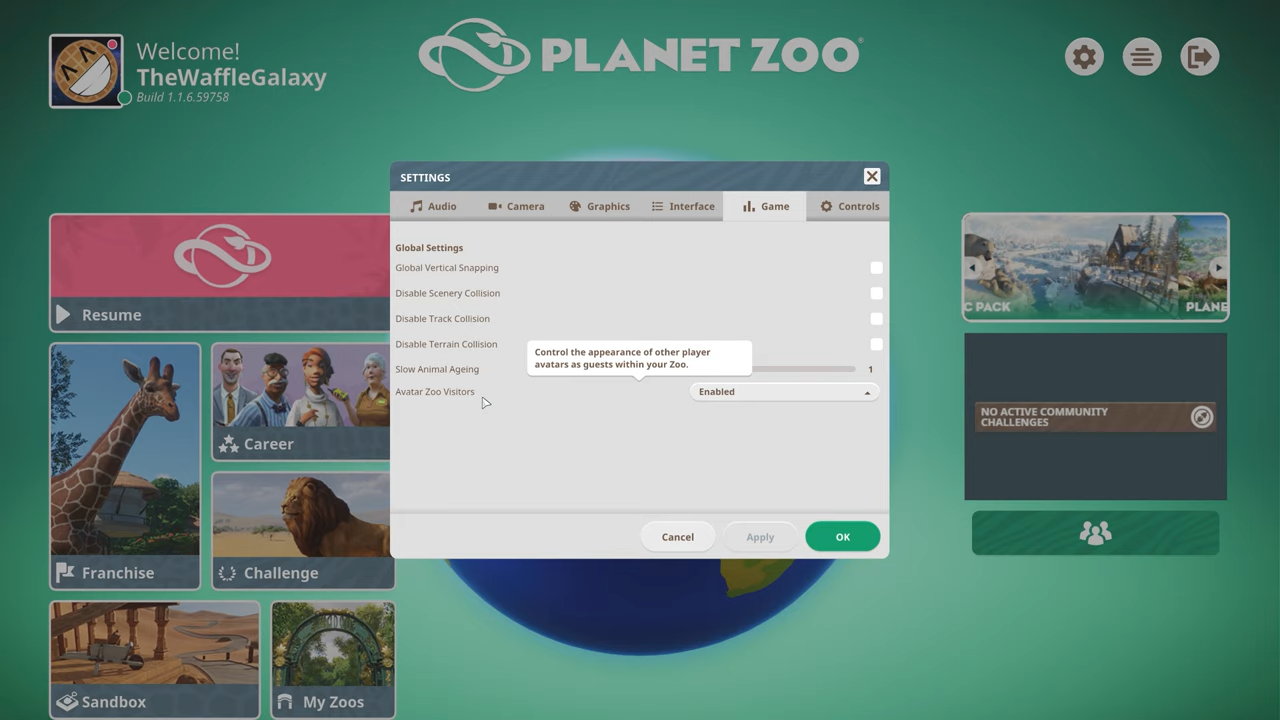 Welcome!
TheWaffleGalaxy
Build 1.1.6.59758
PLANET ZOO
SETTINGS
Audio
Camera
Graphics
Interface
Game
Controls
Global Settings
Global Vertical Snapping
Disable Scenery Collision
Disable Track Collision
Disable Terrain Collision
Control the appearance of other player
avatars as guests within your Zoo.
Slow Animal Ageing
1
Avatar Zoo Visitors
Enabled
Cancel
Apply
OK
Resume
Career
Franchise
Challenge
Sandbox
My Zoos
C PACK
PLANE
NO ACTIVE COMMUNITY
CHALLENGES